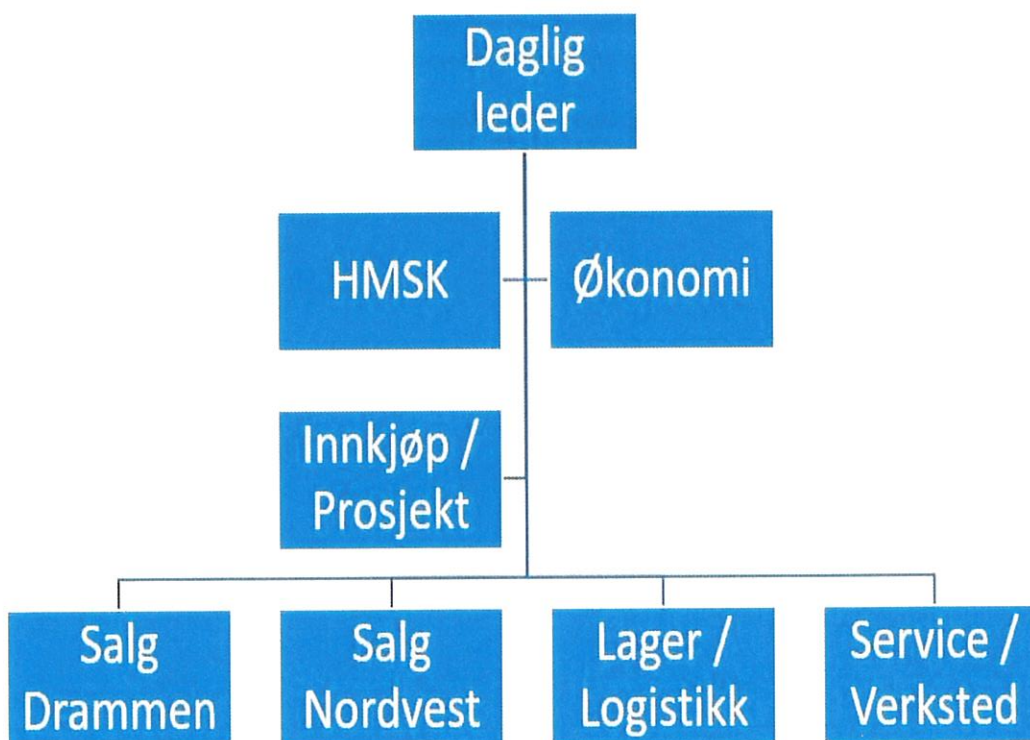 Daglig
leder
HMSK
Økonomi
Innkjøp /
Prosjekt
Salg
Drammen
Salg
Nordvest
Lager /
Logistikk
Service /
Verksted